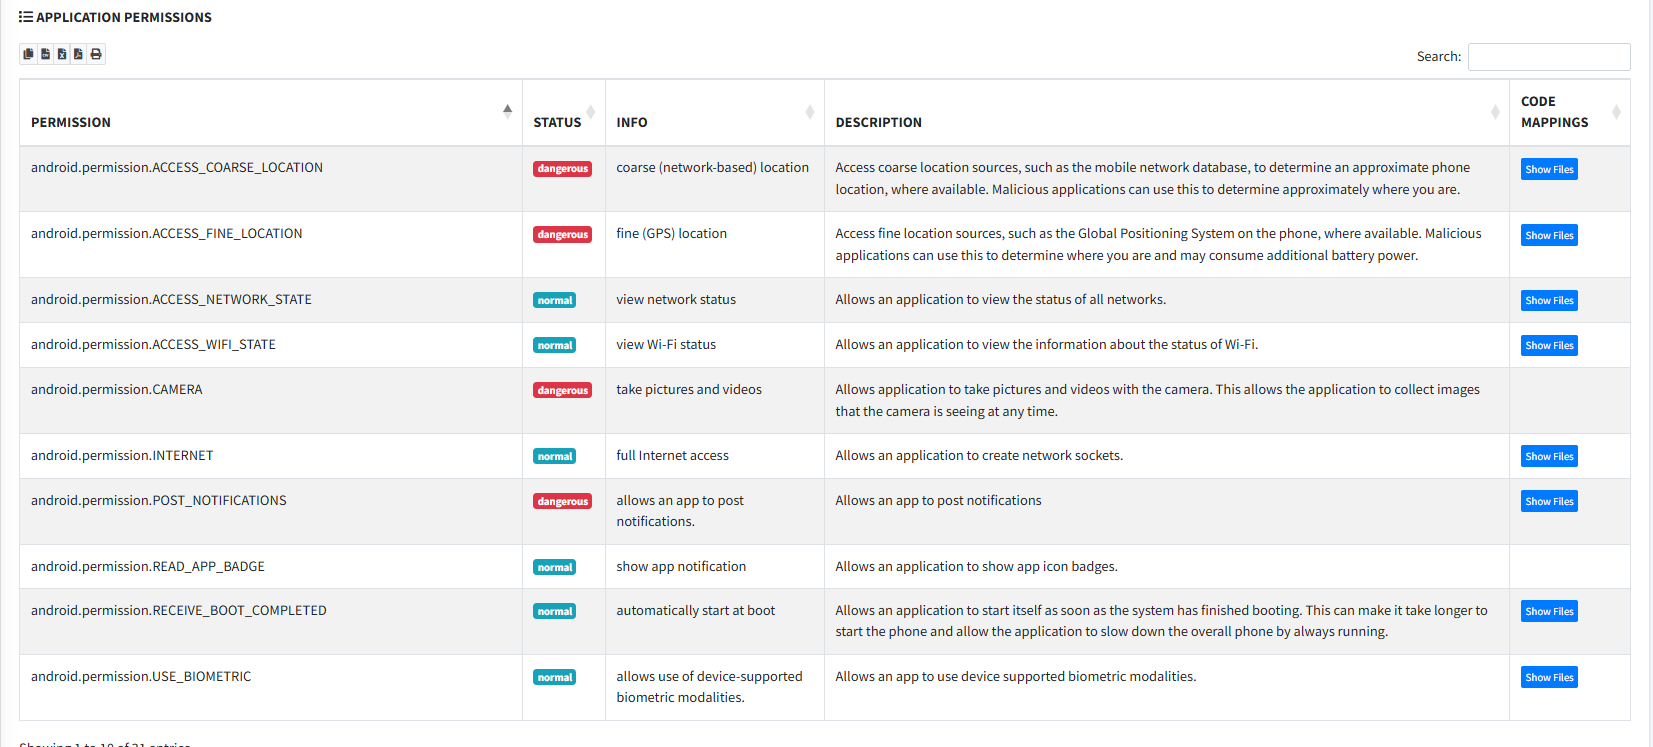 APPLICATION PERMISSIONS
Search:
PERMISSION STATUS INFO DESCRIPTION CODE MAPPINGS
android.permission.ACCESS_COARSE_LOCATION dangerous coarse (network-based) location Access coarse location sources, such as the mobile network database, to determine an approximate phone Show Files
location, where available. Malicious applications can use this to determine approximately where you are.
android.permission.ACCESS_FINE_LOCATION dangerous fine (GPS) location Access fine location sources, such as the Global Positioning System on the phone, where available. Malicious Show Files
applications can use this to determine where you are and may consume additional battery power.
android.permission.ACCESS_NETWORK_STATE normal view network status Allows an application to view the status of all networks. Show Files
android.permission.ACCESS_WIFI_STATE normal view Wi-Fi status Allows an application to view the information about the status of Wi-Fi. Show Files
android.permission.CAMERA dangerous take pictures and videos Allows application to take pictures and videos with the camera. This allows the application to collect images
that the camera is seeing at any time.
android.permission.INTERNET normal full Internet access Allows an application to create network sockets. Show Files
android.permission.POST_NOTIFICATIONS dangerous allows an app to post Allows an app to post notifications Show Files
notifications.
android.permission.READ_APP_BADGE normal show app notification Allows an application to show app icon badges.
android.permission.RECEIVE_BOOT_COMPLETED normal automatically start at boot Allows an application to start itself as soon as the system has finished booting. This can make it take longer to Show Files
start the phone and allow the application to slow down the overall phone by always running.
android.permission.USE_BIOMETRIC normal allows use of device-supported Allows an app to use device supported biometric modalities. Show Files
biometric modalities.